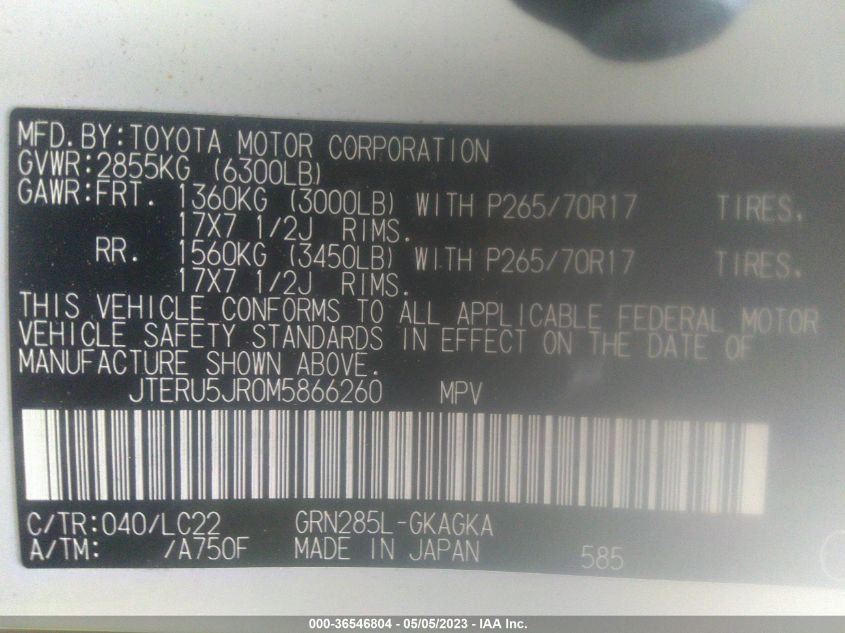 MFD.BY:TOYOTA MOTOR CORPORATION
GVWR:2855KG (6300LB)
GAWR:FRT. 1360KG (3000LB) WITH P265/70R17 TIRES,
17X7 1/2J RIMS.
RR. 1560KG (3450LB) WITH P265/70R17 TIRES,
17X7 1/2J RIMS.
THIS VEHICLE CONFORMS TO ALL APPLICABLE FEDERAL MOTOR
VEHICLE SAFETY STANDARDS IN EFFECT ON THE DATE OF
MANUFACTURE SHOWN ABOVE.
JTERU5JR0M5866260 MPV
C/TR:040/LC22 GRN285L-GKAGKA
A/TM: /A750F MADE IN JAPAN 585
000-36546804 - 05/05/2023 - IAA Inc.